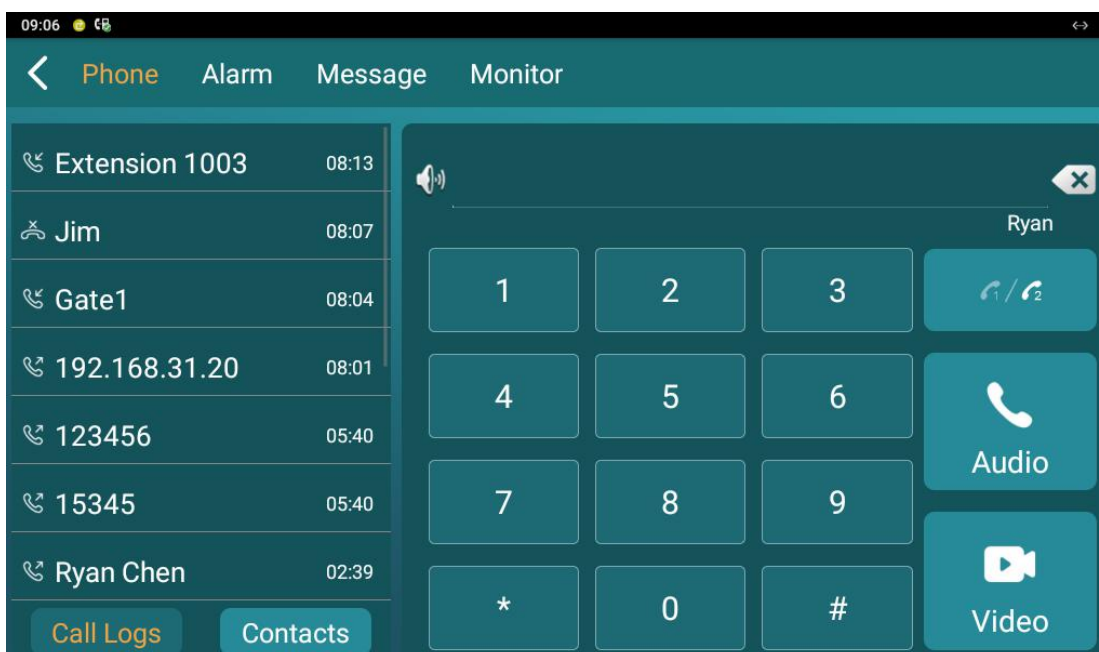 09:06
Phone Alarm Message Monitor
Extension 1003 08:13
Jim 08:07
Gate1 08:04
192.168.31.20 08:01
123456 05:40
15345 05:40
Ryan Chen 02:39
Call Logs Contacts
Ryan
1 2 3 1/2
4 5 6 Audio
7 8 9
* 0 # Video